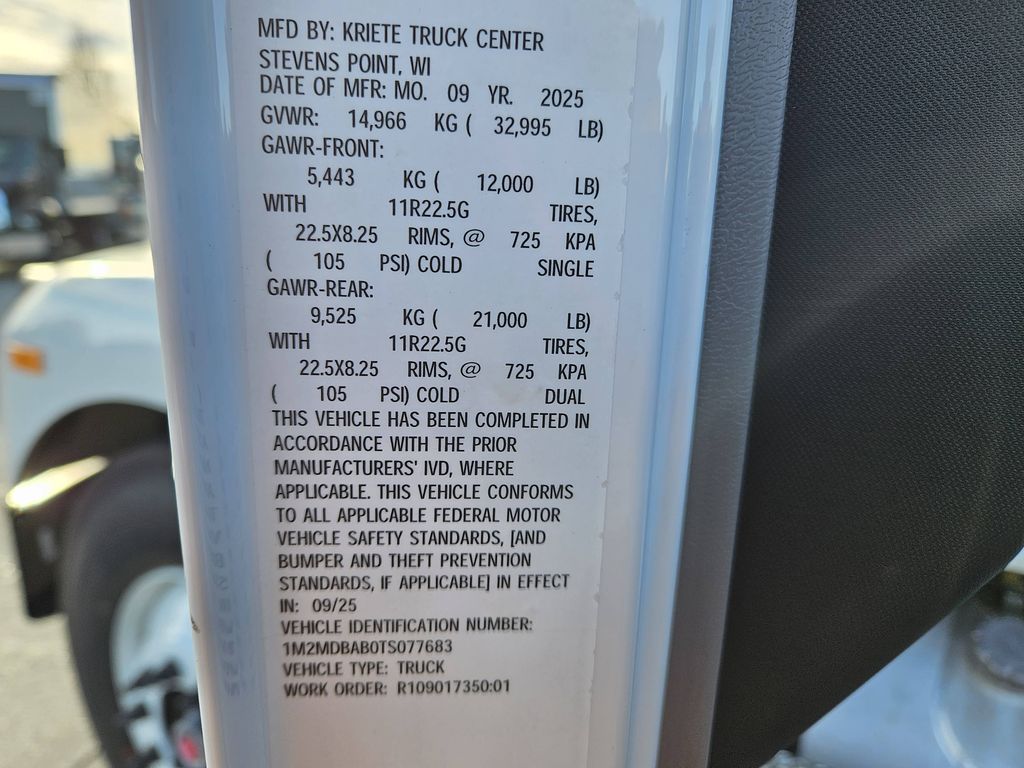 MFD BY: KRIETE TRUCK CENTER
STEVENS POINT, WI
DATE OF MFR: MO. 09 YR. 2025
GVWR: 14,966 KG ( 32,995 LB)
GAWR-FRONT:
5,443 KG ( 12,000 LB)
WITH 11R22.5G TIRES,
22.5X8.25 RIMS, @ 725 KPA
( 105 PSI) COLD SINGLE
GAWR-REAR:
9,525 KG ( 21,000 LB)
WITH 11R22.5G TIRES,
22.5X8.25 RIMS, @ 725 KPA
( 105 PSI) COLD DUAL
THIS VEHICLE HAS BEEN COMPLETED IN
ACCORDANCE WITH THE PRIOR
MANUFACTURERS' IVD, WHERE
APPLICABLE. THIS VEHICLE CONFORMS
TO ALL APPLICABLE FEDERAL MOTOR
VEHICLE SAFETY STANDARDS, [AND
BUMPER AND THEFT PREVENTION
STANDARDS, IF APPLICABLE] IN EFFECT
IN: 09/25
VEHICLE IDENTIFICATION NUMBER:
1M2MDBAB0TS077683
VEHICLE TYPE: TRUCK
WORK ORDER: R109017350:01